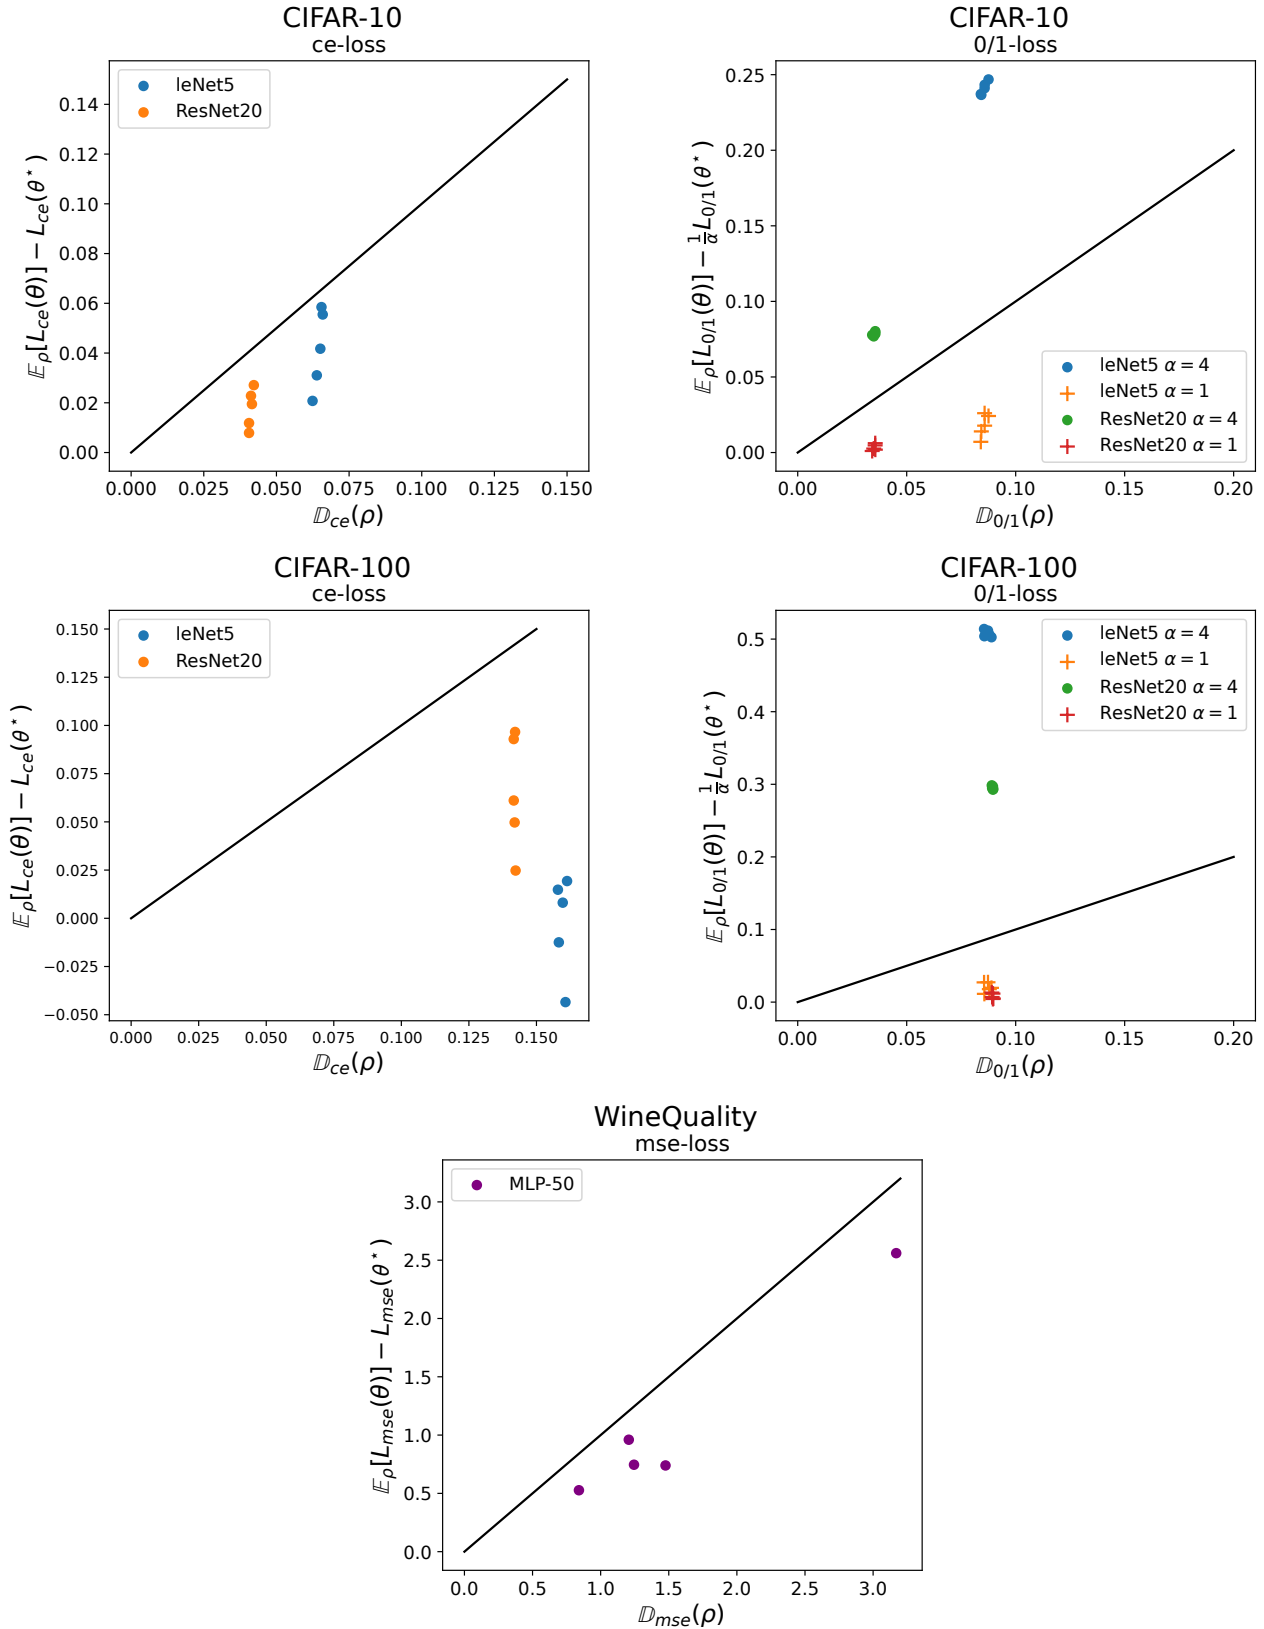 CIFAR-10
ce-loss
leNet5
ResNet20
0.14
0.12
0.10
0.08
0.06
0.04
0.02
0.00
𝔼ρ[Lce(θ)] − Lce(θ⋆)
0.000 0.025 0.050 0.075 0.100 0.125 0.150
𝔻ce(ρ)
CIFAR-10
0/1-loss
0.25
0.20
0.15
0.10
0.05
0.00
𝔼ρ[L0/1(θ)] − 1/α L0/1(θ⋆)
leNet5 α = 4
leNet5 α = 1
ResNet20 α = 4
ResNet20 α = 1
0.00 0.05 0.10 0.15 0.20
𝔻0/1(ρ)
CIFAR-100
ce-loss
leNet5
ResNet20
0.150
0.125
0.100
0.075
0.050
0.025
0.000
−0.025
−0.050
𝔼ρ[Lce(θ)] − Lce(θ⋆)
0.000 0.025 0.050 0.075 0.100 0.125 0.150
𝔻ce(ρ)
CIFAR-100
0/1-loss
leNet5 α = 4
leNet5 α = 1
ResNet20 α = 4
ResNet20 α = 1
0.5
0.4
0.3
0.2
0.1
0.0
𝔼ρ[L0/1(θ)] − 1/α L0/1(θ⋆)
0.00 0.05 0.10 0.15 0.20
𝔻0/1(ρ)
WineQuality
mse-loss
MLP-50
3.0
2.5
2.0
1.5
1.0
0.5
0.0
𝔼ρ[Lmse(θ)] − Lmse(θ⋆)
0.0 0.5 1.0 1.5 2.0 2.5 3.0
𝔻mse(ρ)